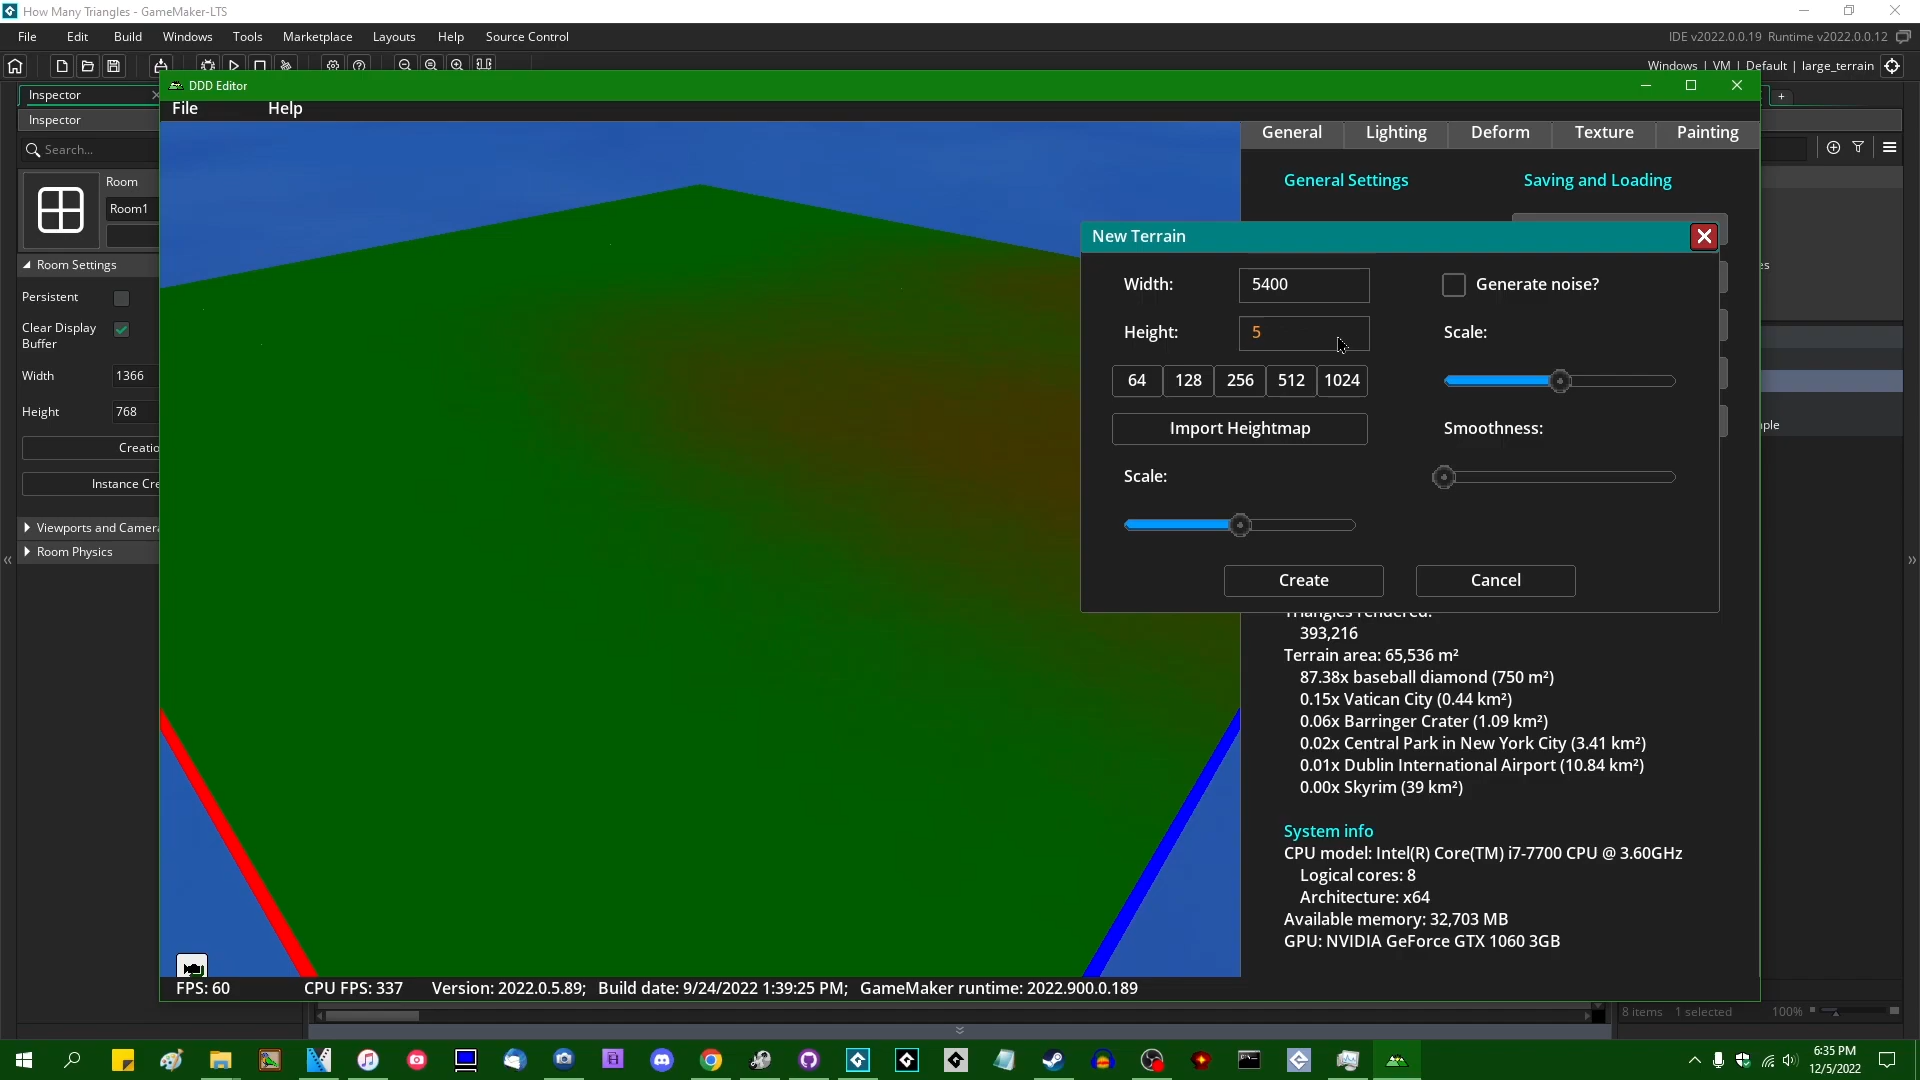 How Many Triangles - GameMaker-LTS
File Edit Build Windows Tools Marketplace Layouts Help Source Control
IDE v2022.0.0.19 Runtime v2022.0.0.12
Windows | VM | Default | large_terrain
Inspector
Inspector
Search...
Room
Room1
Room Settings
Persistent
Clear Display
Buffer
Width 1366
Height 768
Creatio
Instance Cre
Viewports and Camera
Room Physics
DDD Editor
File Help
General Lighting Deform Texture Painting
General Settings Saving and Loading
New Terrain
Width: 5400 Generate noise?
Height: 5 Scale:
64 128 256 512 1024
Import Heightmap Smoothness:
Scale:
Create Cancel
Triangles rendered:
393,216
Terrain area: 65,536 m²
87.38x baseball diamond (750 m²)
0.15x Vatican City (0.44 km²)
0.06x Barringer Crater (1.09 km²)
0.02x Central Park in New York City (3.41 km²)
0.01x Dublin International Airport (10.84 km²)
0.00x Skyrim (39 km²)
System info
CPU model: Intel(R) Core(TM) i7-7700 CPU @ 3.60GHz
Logical cores: 8
Architecture: x64
Available memory: 32,703 MB
GPU: NVIDIA GeForce GTX 1060 3GB
FPS: 60 CPU FPS: 337 Version: 2022.0.5.89; Build date: 9/24/2022 1:39:25 PM; GameMaker runtime: 2022.900.0.189
es
ple
8 items 1 selected 100%
6:35 PM
12/5/2022